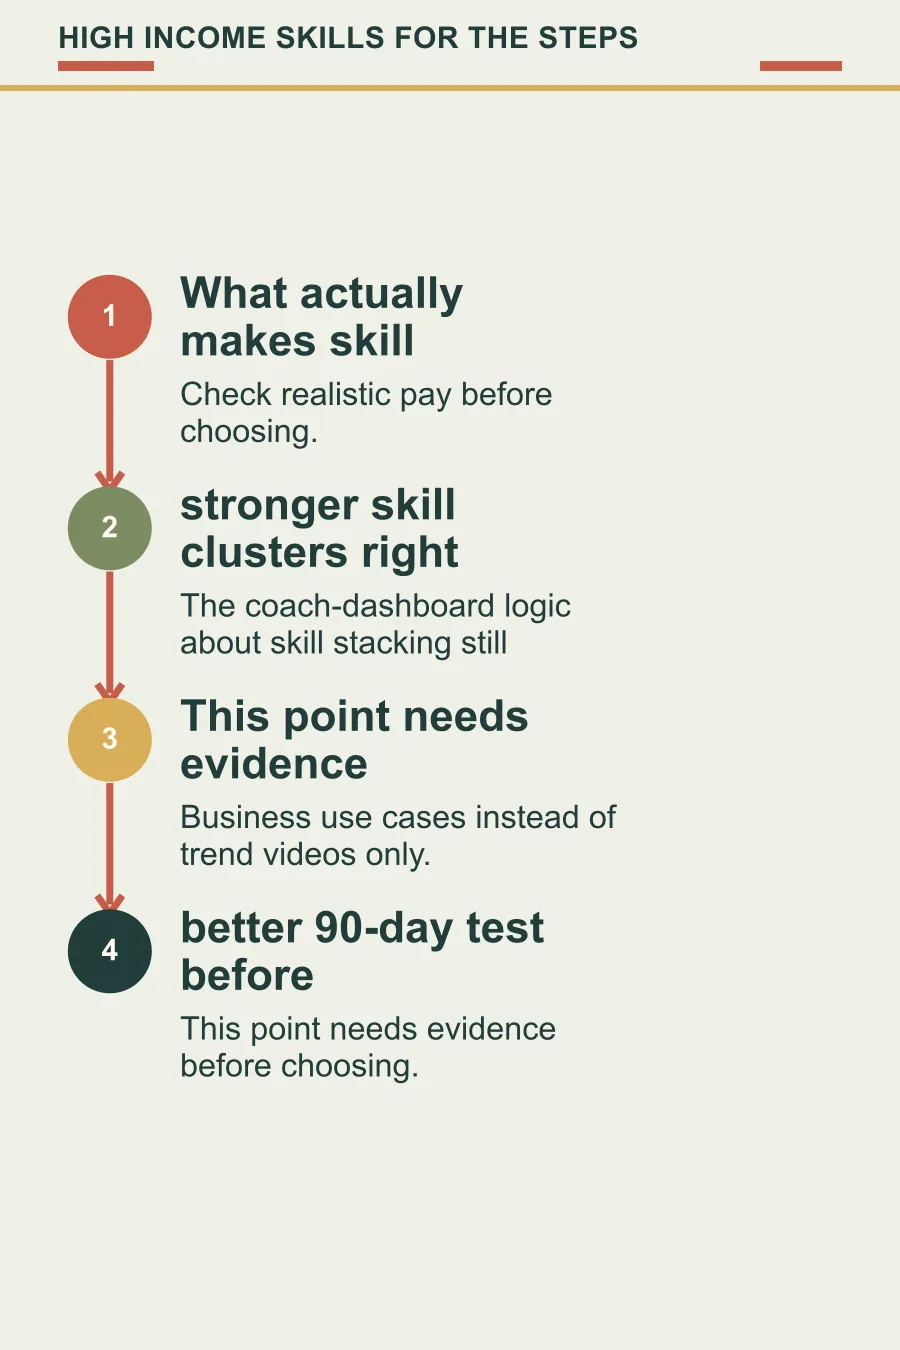 HIGH INCOME SKILLS FOR THE STEPS
1
What actually
makes skill
Check realistic pay before
choosing.
2
stronger skill
clusters right
The coach-dashboard logic
about skill stacking still
3
This point needs
evidence
Business use cases instead of
trend videos only.
4
better 90-day test
before
This point needs evidence
before choosing.